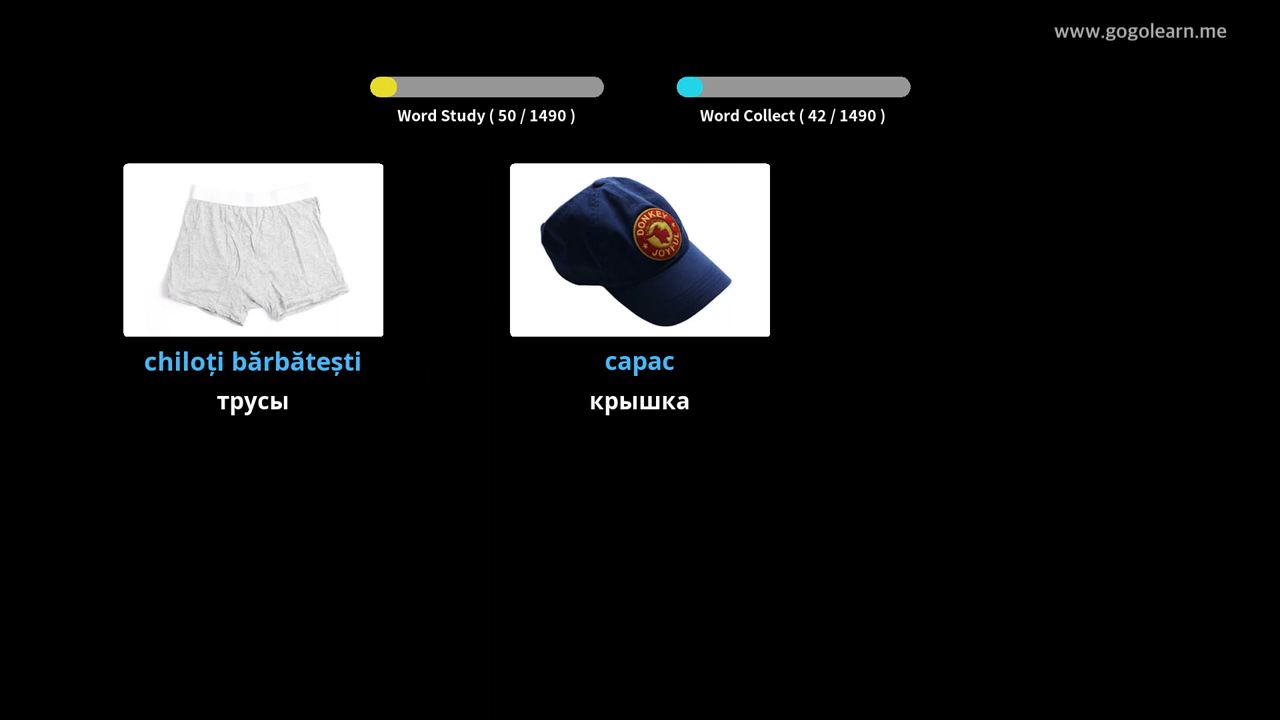 www.gogolearn.me
Word Study ( 50 / 1490 )
Word Collect ( 42 / 1490 )
DONKEY
JOYFUL
chiloți bărbătești
capac
трусы
крышка